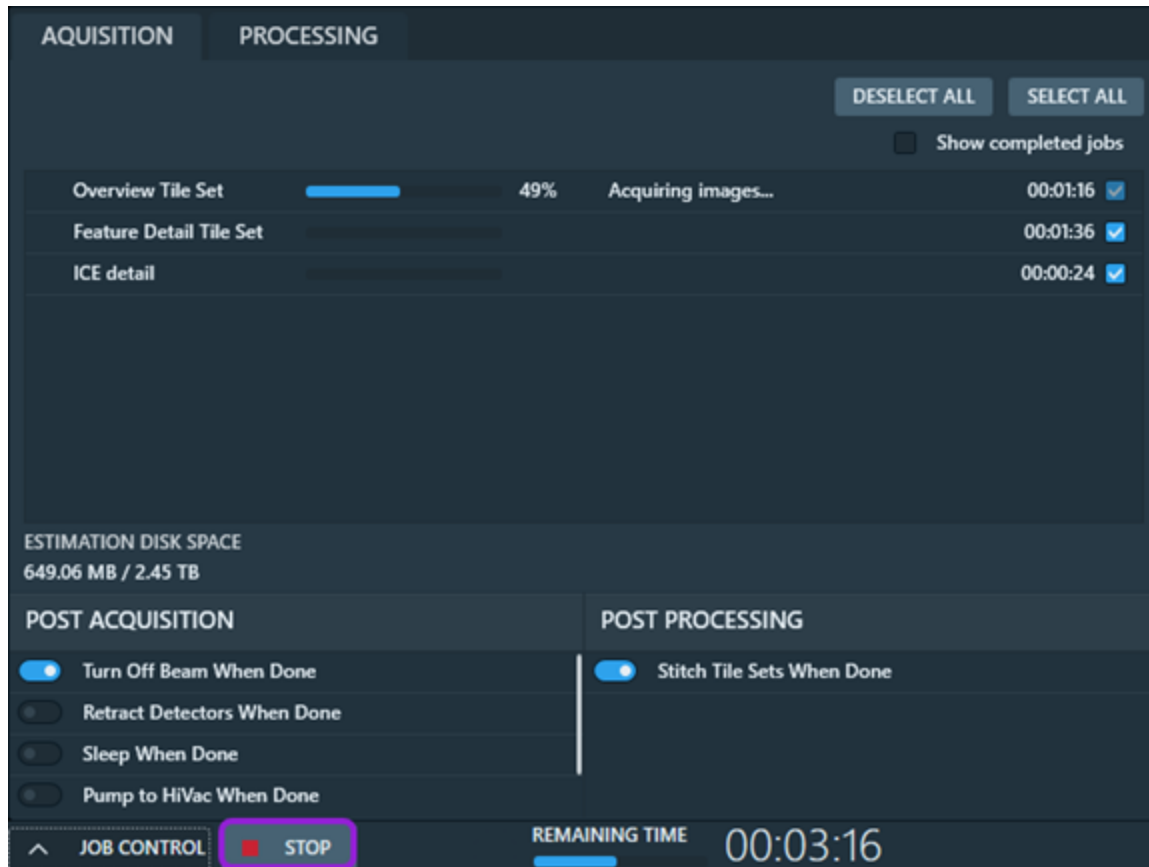 AQUISITION PROCESSING
DESELECT ALL SELECT ALL
Show completed jobs
Overview Tile Set 49% Acquiring images... 00:01:16
Feature Detail Tile Set 00:01:36
ICE detail 00:00:24
ESTIMATION DISK SPACE
649.06 MB / 2.45 TB
POST ACQUISITION POST PROCESSING
Turn Off Beam When Done Stitch Tile Sets When Done
Retract Detectors When Done
Sleep When Done
Pump to HiVac When Done
JOB CONTROL STOP REMAINING TIME 00:03:16